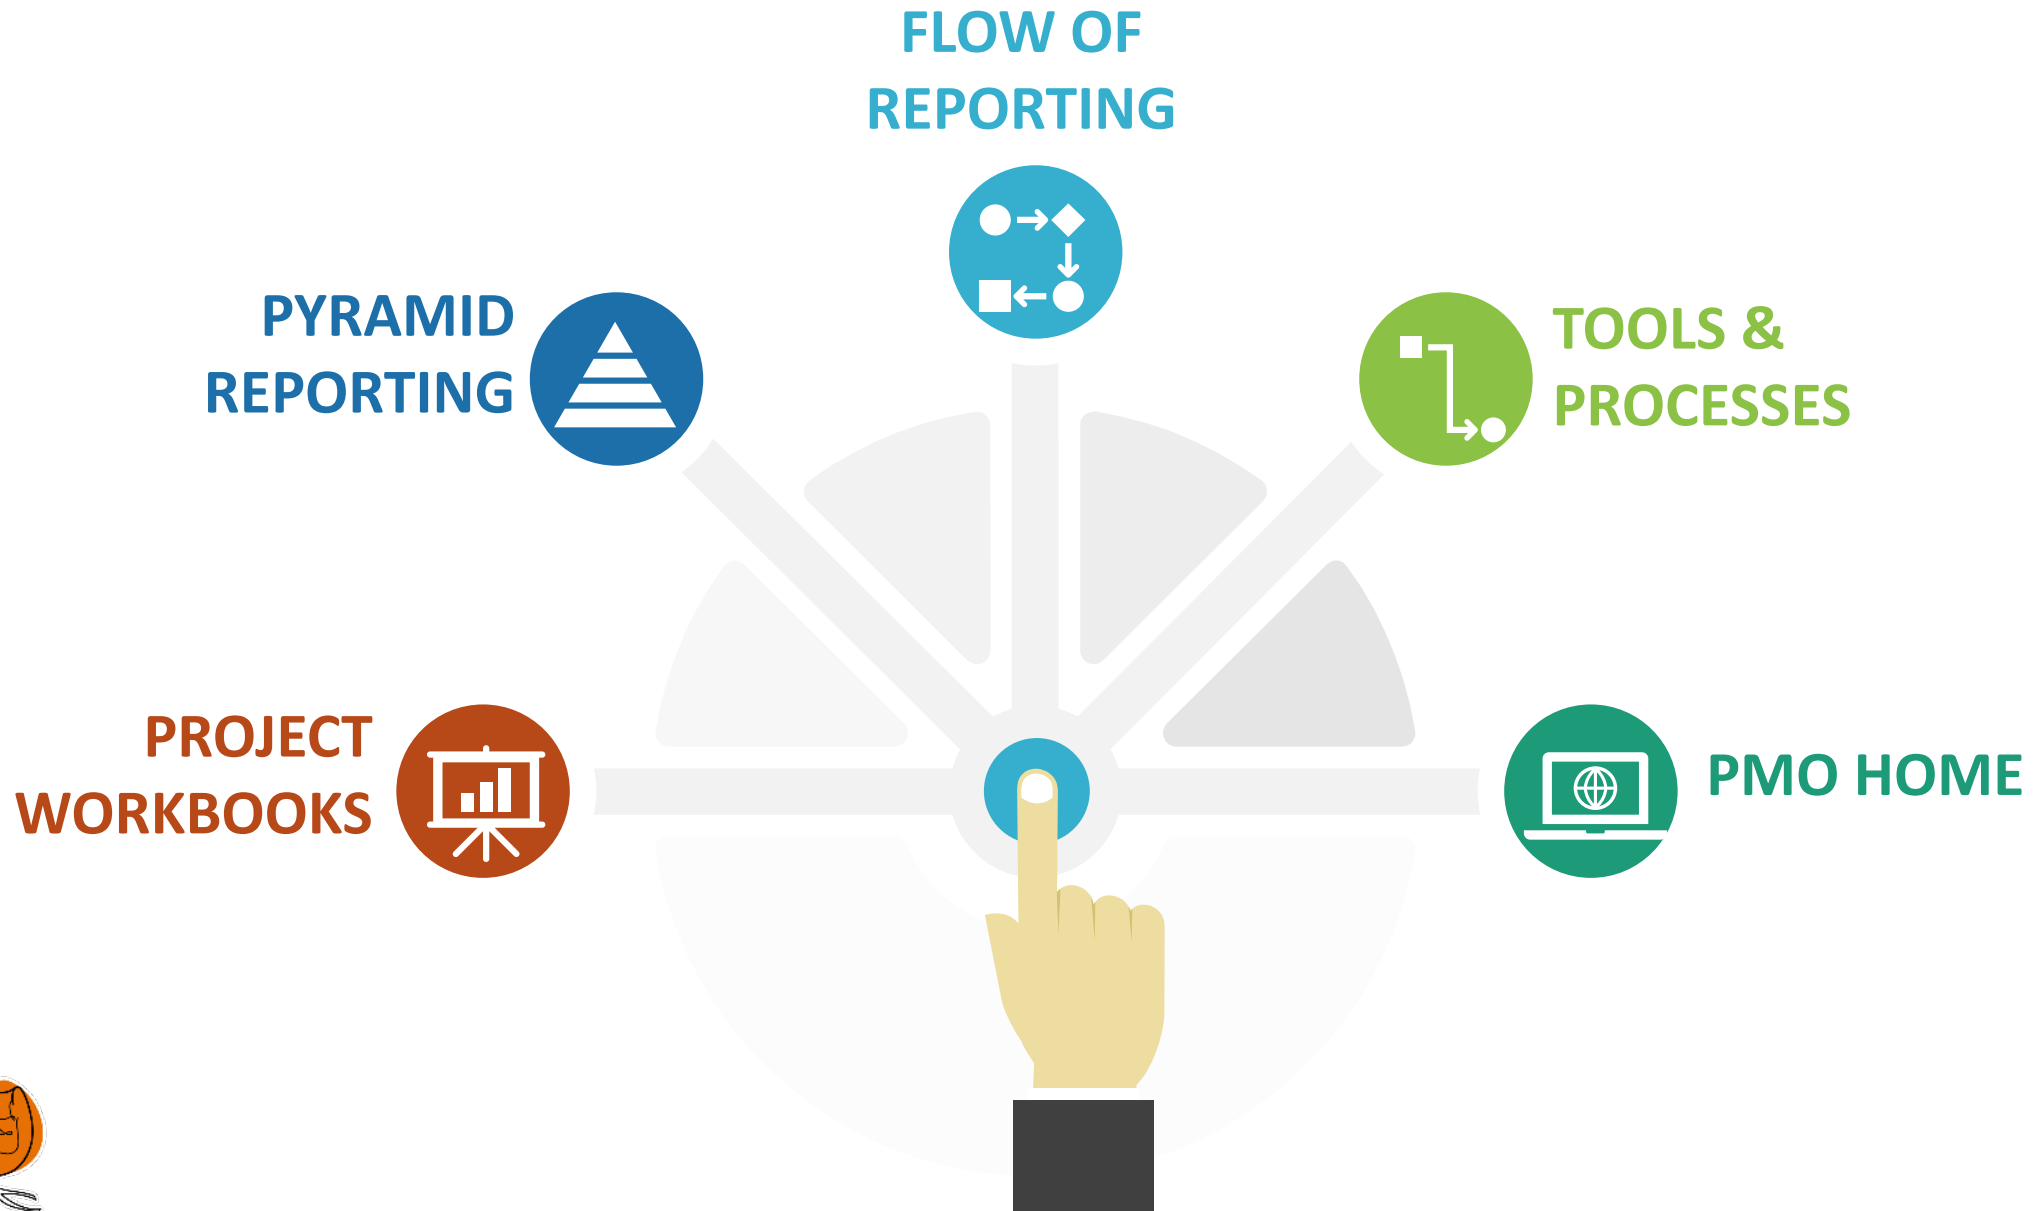 FLOW OF
REPORTING
PYRAMID
REPORTING
TOOLS &
PROCESSES
PROJECT
WORKBOOKS
PMO HOME